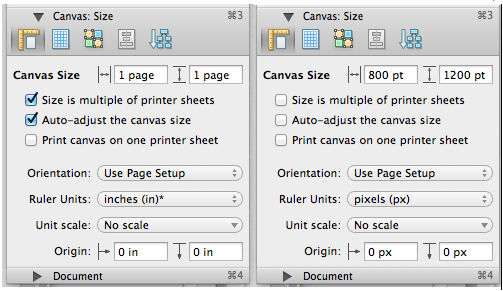 Canvas: Size ⌘3
Canvas Size 1 page 1 page
Size is multiple of printer sheets
Auto-adjust the canvas size
Print canvas on one printer sheet
Orientation: Use Page Setup
Ruler Units: inches (in)*
Unit scale: No scale
Origin: 0 in 0 in
Document ⌘4
Canvas: Size ⌘3
Canvas Size 800 pt 1200 pt
Size is multiple of printer sheets
Auto-adjust the canvas size
Print canvas on one printer sheet
Orientation: Use Page Setup
Ruler Units: pixels (px)
Unit scale: No scale
Origin: 0 px 0 px
Document ⌘4